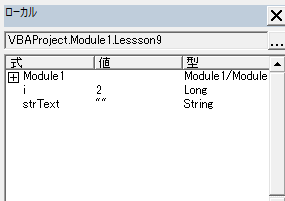 ローカル
VBAProject.Module1.Lessson9
...
式 値 型
Module1 Module1/Module
i 2 Long
strText "" String